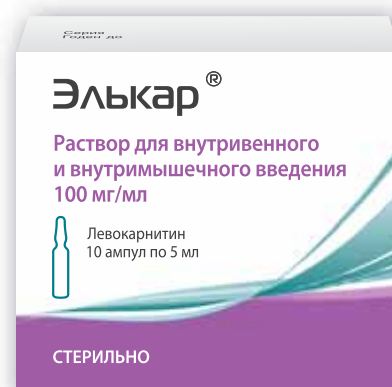 Серия
Годен до
Элькар®
Раствор для внутривенного
и внутримышечного введения
100 мг/мл
Левокарнитин
10 ампул по 5 мл
СТЕРИЛЬНО